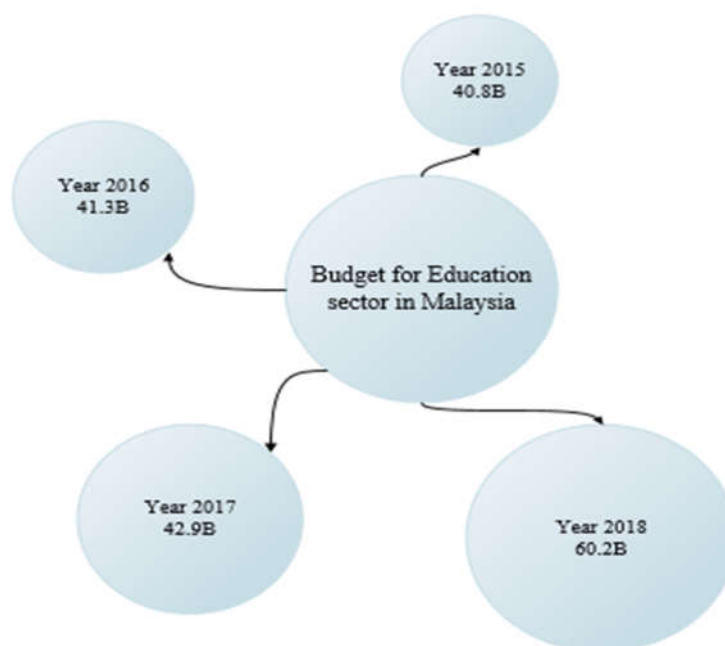 Year 2015
40.8B
Year 2016
41.3B
Budget for Education
sector in Malaysia
Year 2017
42.9B
Year 2018
60.2B